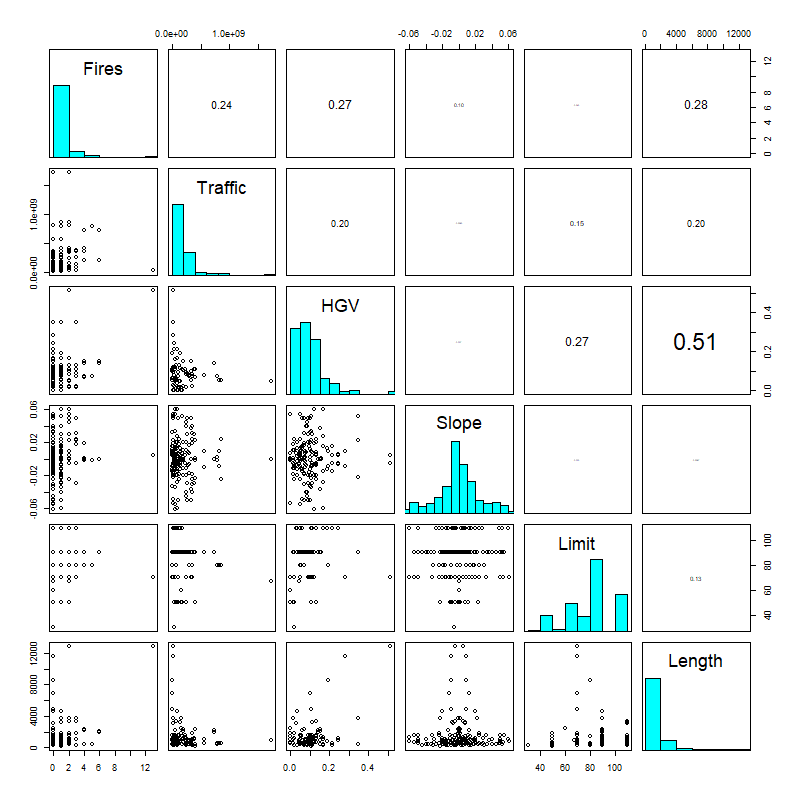 0.0e+00 1.0e+09 -0.06 -0.02 0.02 0.06 0 4000 8000 12000
Fires 0.24 0.27 0.10 0.28 0 2 4 6 8 10 12
0.0e+00 1.0e+09 Traffic 0.20 0.15 0.20
HGV 0.27 0.51 0.0 0.2 0.4
-0.06 -0.02 0.02 0.06 Slope
Limit 0.13 40 60 80 100
0 4000 8000 12000 Length
0 2 4 6 8 12 0.0 0.2 0.4 40 60 80 100